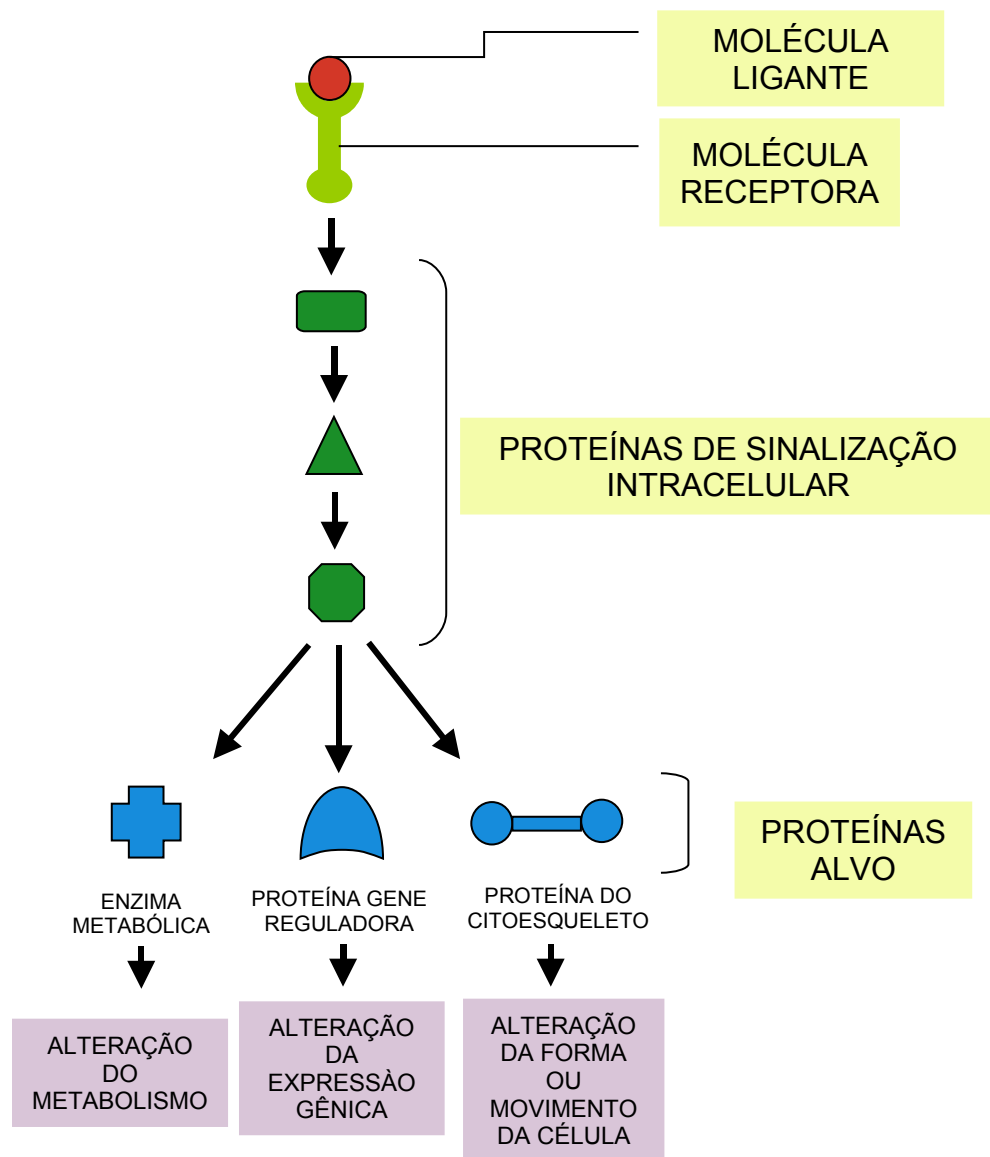 MOLÉCULA
LIGANTE
MOLÉCULA
RECEPTORA
PROTEÍNAS DE SINALIZAÇÃO
INTRACELULAR
PROTEÍNAS
ALVO
ENZIMA
METABÓLICA
PROTEÍNA GENE
REGULADORA
PROTEÍNA DO
CITOESQUELETO
ALTERAÇÃO
DO
METABOLISMO
ALTERAÇÃO
DA
EXPRESSÀO
GÊNICA
ALTERAÇÃO
DA FORMA
OU
MOVIMENTO
DA CÉLULA